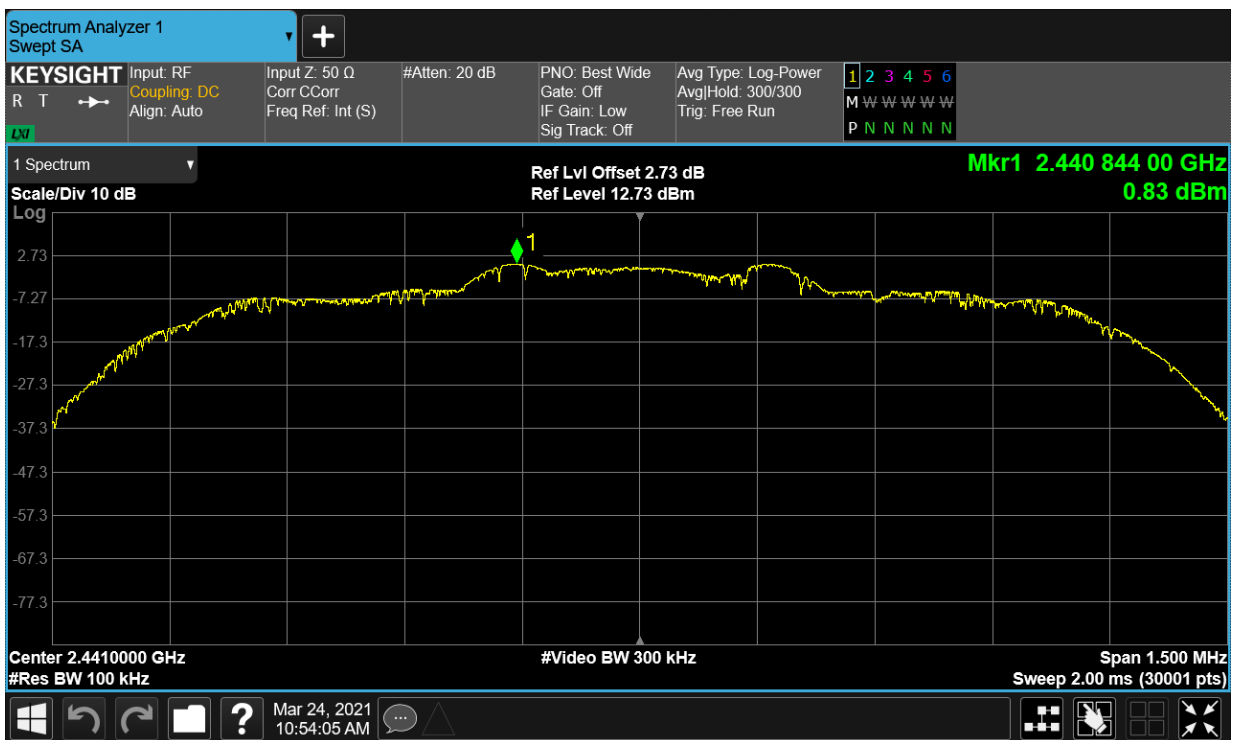 Spectrum Analyzer 1
Swept SA
KEYSIGHT
R T
LXI
Input: RF
Coupling: DC
Align: Auto
Input Z: 50 Ω
Corr CCorr
Freq Ref: Int (S)
#Atten: 20 dB
PNO: Best Wide
Gate: Off
IF Gain: Low
Sig Track: Off
Avg Type: Log-Power
Avg|Hold: 300/300
Trig: Free Run
1 2 3 4 5 6
M W W W W W
P N N N N N
1 Spectrum
Scale/Div 10 dB
Log
Ref Lvl Offset 2.73 dB
Ref Level 12.73 dBm
Mkr1 2.440 844 00 GHz
0.83 dBm
1
2.73
-7.27
-17.3
-27.3
-37.3
-47.3
-57.3
-67.3
-77.3
Center 2.4410000 GHz
#Res BW 100 kHz
#Video BW 300 kHz
Span 1.500 MHz
Sweep 2.00 ms (30001 pts)
?
Mar 24, 2021
10:54:05 AM